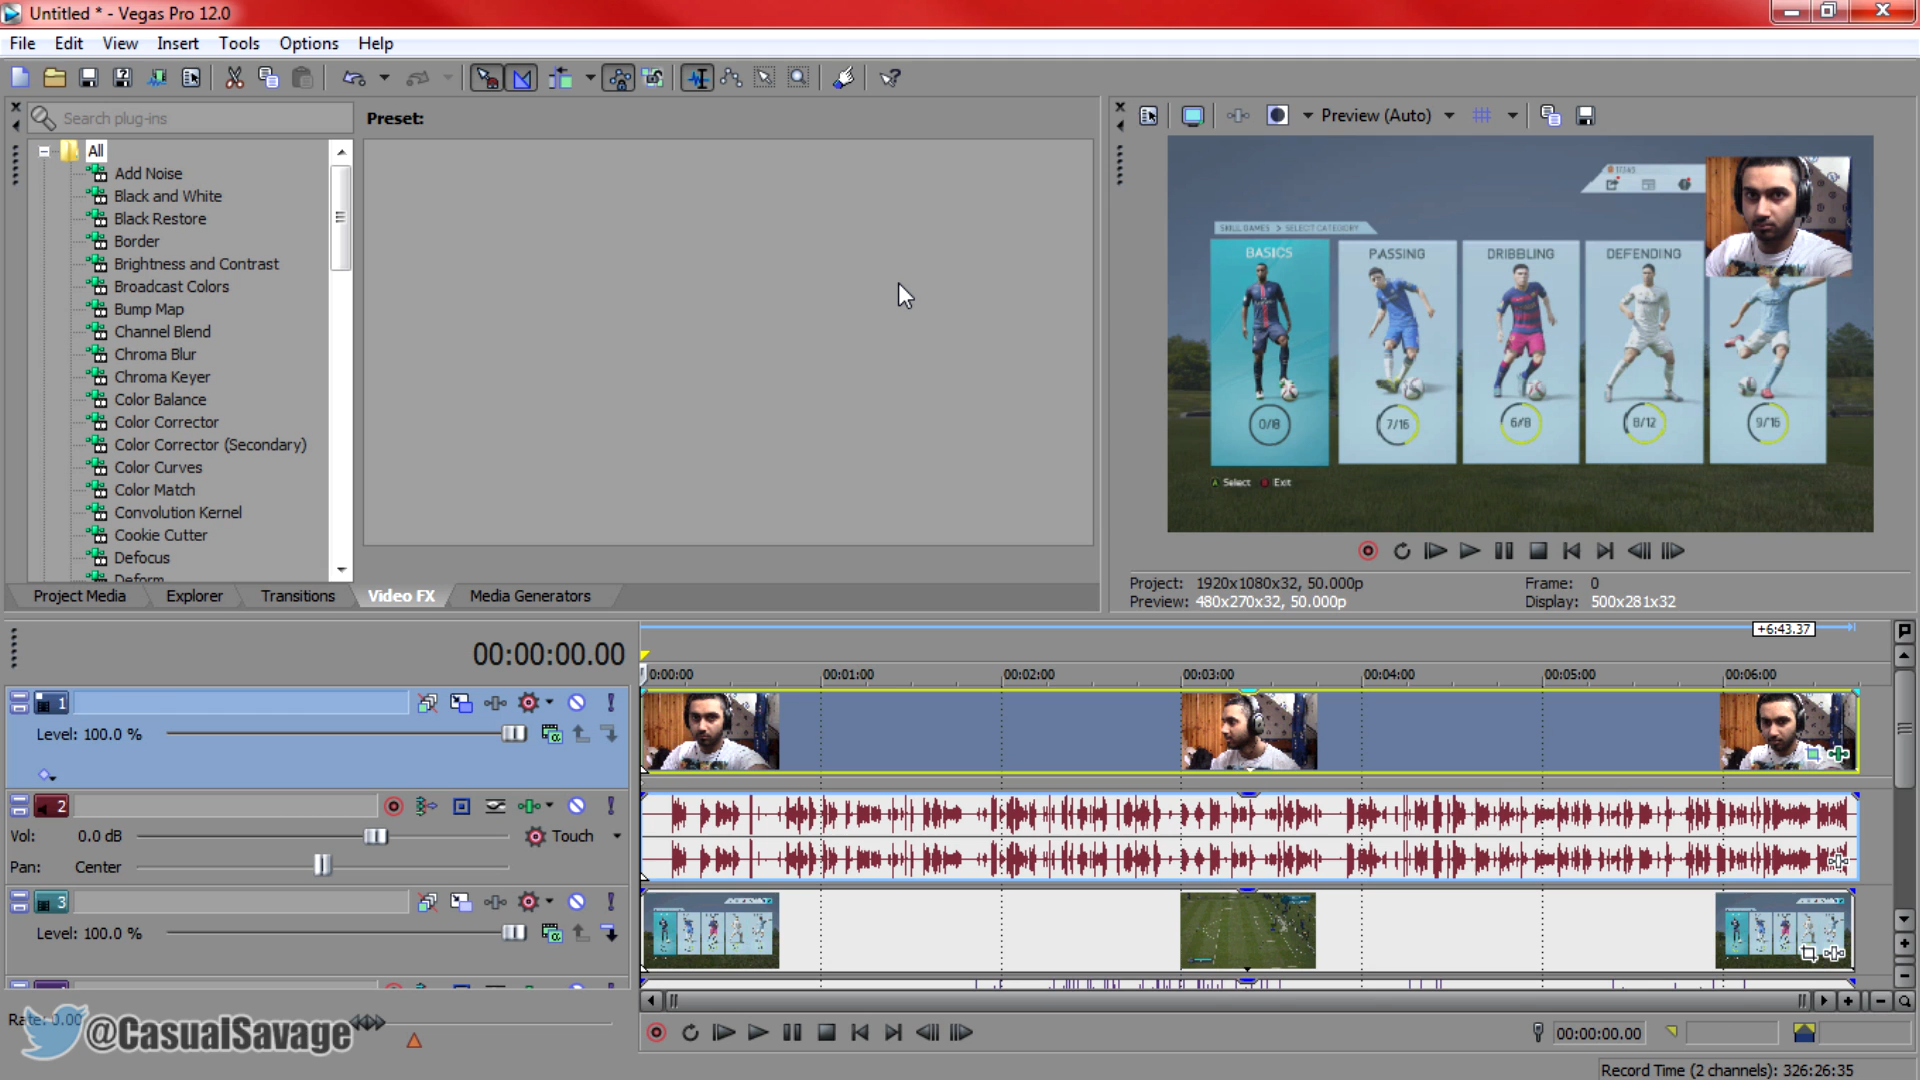 Untitled * - Vegas Pro 12.0
File Edit View Insert Tools Options Help
Search plug-ins
Preset:
Preview (Auto)
All
Add Noise
Black and White
Black Restore
Border
Brightness and Contrast
Broadcast Colors
Bump Map
Channel Blend
Chroma Blur
Chroma Keyer
Color Balance
Color Corrector
Color Corrector (Secondary)
Color Curves
Color Match
Convolution Kernel
Cookie Cutter
Defocus
Deform
SKILL GAMES > SELECT CATEGORY
BASICS PASSING DRIBBLING DEFENDING
0/8 7/16 6/8 8/12 9/16
A Select Exit
Project Media Explorer Transitions Video FX Media Generators
Project: 1920x1080x32, 50.000p Frame: 0
Preview: 480x270x32, 50.000p Display: 500x281x32
+6:43.37
00:00:00.00
0:00:00 00:01:00 00:02:00 00:03:00 00:04:00 00:05:00 00:06:00
1
Level: 100.0 %
2
Vol: 0.0 dB Touch
Pan: Center
3
Level: 100.0 %
Rate: 0.00
@CasualSavage
00:00:00.00
Record Time (2 channels): 326:26:35